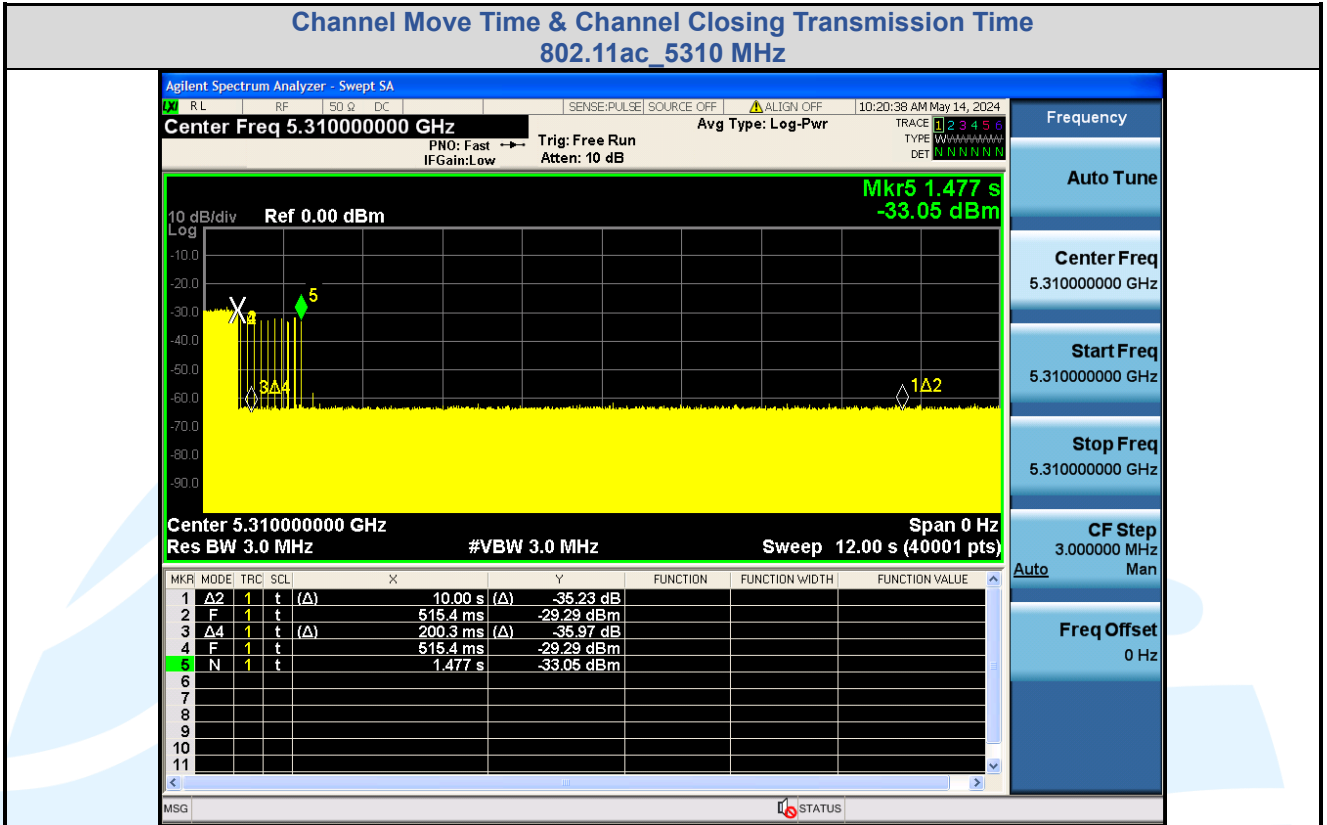 Channel Move Time & Channel Closing Transmission Time
802.11ac_5310 MHz
Agilent Spectrum Analyzer - Swept SA
LXI RL RF 50 Ω DC SENSE:PULSE SOURCE OFF ALIGN OFF 10:20:38 AM May 14, 2024
Center Freq 5.310000000 GHz
PNO: Fast
IFGain:Low
Trig: Free Run
Atten: 10 dB
Avg Type: Log-Pwr
TRACE 1 2 3 4 5 6
TYPE WWWWWW
DET N N N N N N
Mkr5 1.477 s
-33.05 dBm
10 dB/div Ref 0.00 dBm
Log
-10.0
-20.0
-30.0
-40.0
-50.0
-60.0
-70.0
-80.0
-90.0
5
3Δ4
1Δ2
Center 5.310000000 GHz Span 0 Hz
Res BW 3.0 MHz #VBW 3.0 MHz Sweep 12.00 s (40001 pts)
MKR MODE TRC SCL X Y FUNCTION FUNCTION WIDTH FUNCTION VALUE
1 Δ2 1 t (Δ) 10.00 s (Δ) -35.23 dB
2 F 1 t 515.4 ms -29.29 dBm
3 Δ4 1 t (Δ) 200.3 ms (Δ) -35.97 dB
4 F 1 t 515.4 ms -29.29 dBm
5 N 1 t 1.477 s -33.05 dBm
6
7
8
9
10
11
MSG STATUS
Frequency
Auto Tune
Center Freq
5.310000000 GHz
Start Freq
5.310000000 GHz
Stop Freq
5.310000000 GHz
CF Step
3.000000 MHz
Auto Man
Freq Offset
0 Hz